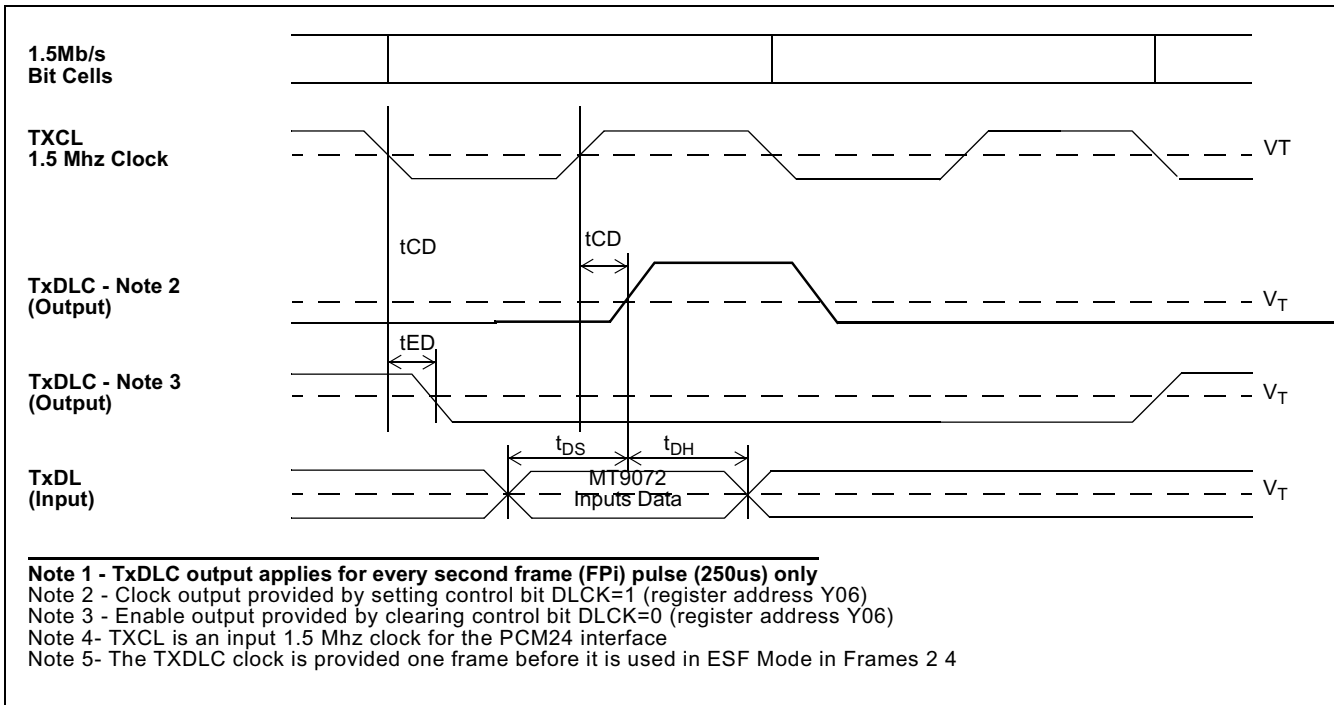 1.5Mb/s
Bit Cells
TXCL
1.5 Mhz Clock
VT
tCD
tCD
TxDLC - Note 2
(Output)
VT
tED
TxDLC - Note 3
(Output)
VT
tDS
tDH
TxDL
(Input)
MT9072
Inputs Data
VT
Note 1 - TxDLC output applies for every second frame (FPi) pulse (250us) only
Note 2 - Clock output provided by setting control bit DLCK=1 (register address Y06)
Note 3 - Enable output provided by clearing control bit DLCK=0 (register address Y06)
Note 4- TXCL is an input 1.5 Mhz clock for the PCM24 interface
Note 5- The TXDLC clock is provided one frame before it is used in ESF Mode in Frames 2 4